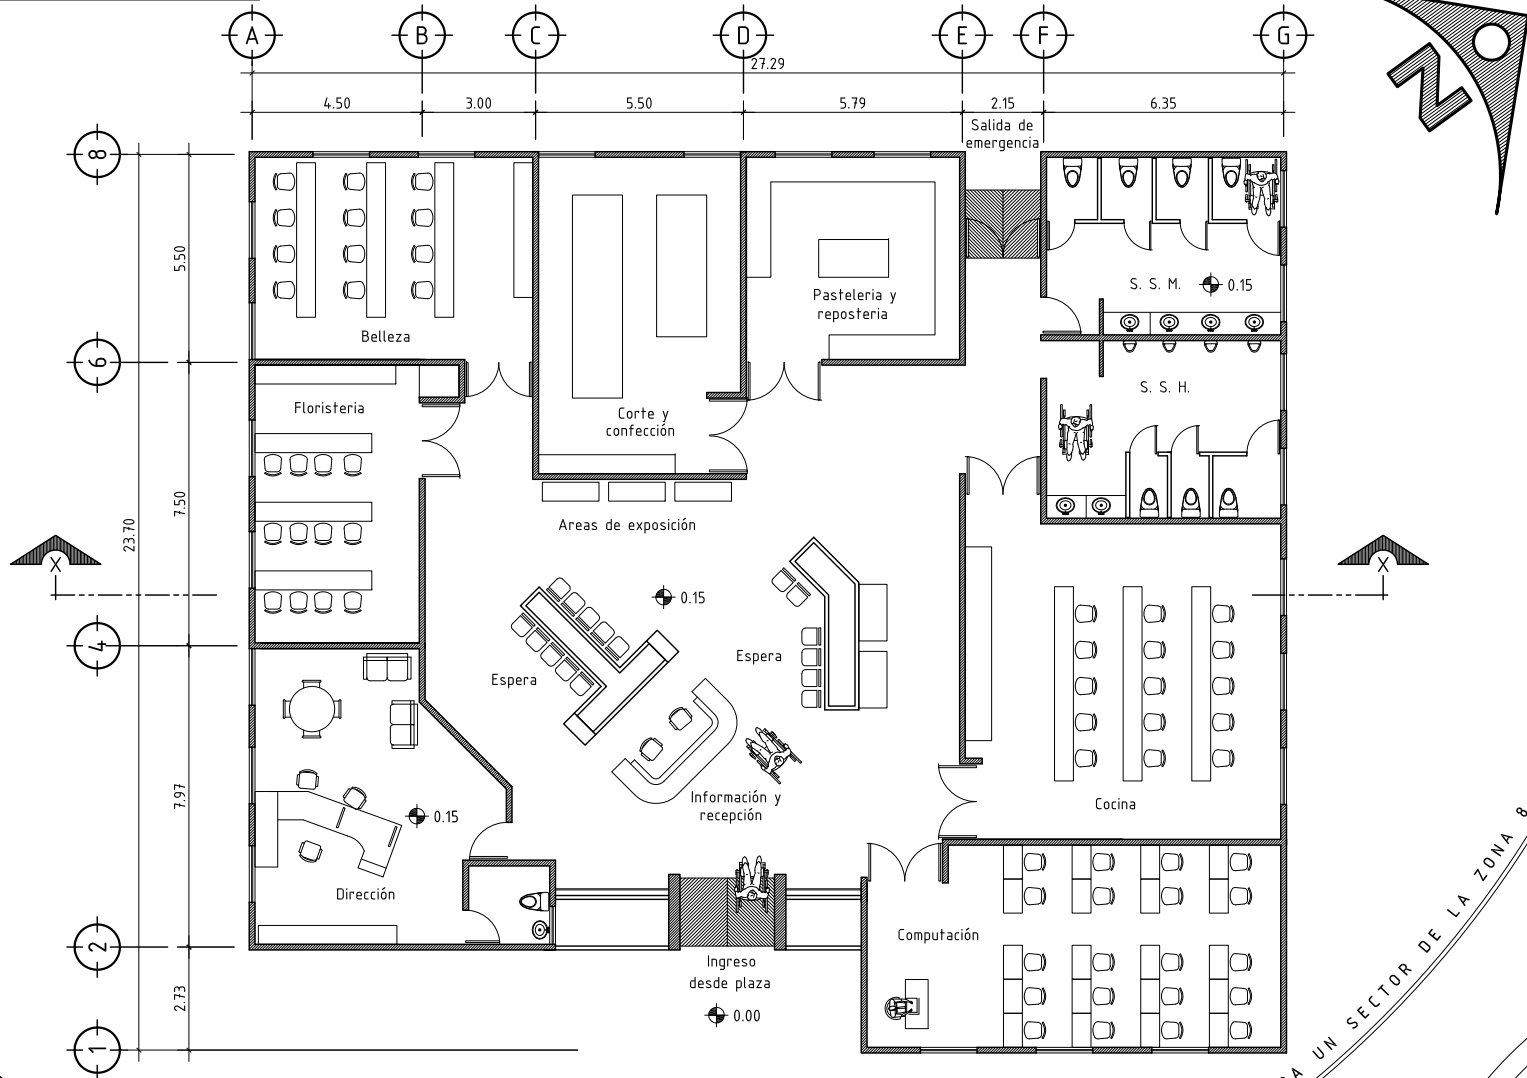 A B C D E F G
27.29
4.50 3.00 5.50 5.79 2.15 6.35
Salida de
emergencia
N
8
6
4
2
1
5.50
7.50
23.70
7.97
2.73
Belleza
Pasteleria y
reposteria
S. S. M. 0.15
S. S. H.
Floristeria
Corte y
confección
Areas de exposición
X
X
0.15
Espera
Espera
Información y
recepción
Cocina
0.15
Dirección
Computación
Ingreso
desde plaza
0.00
A UN SECTOR DE LA ZONA 8